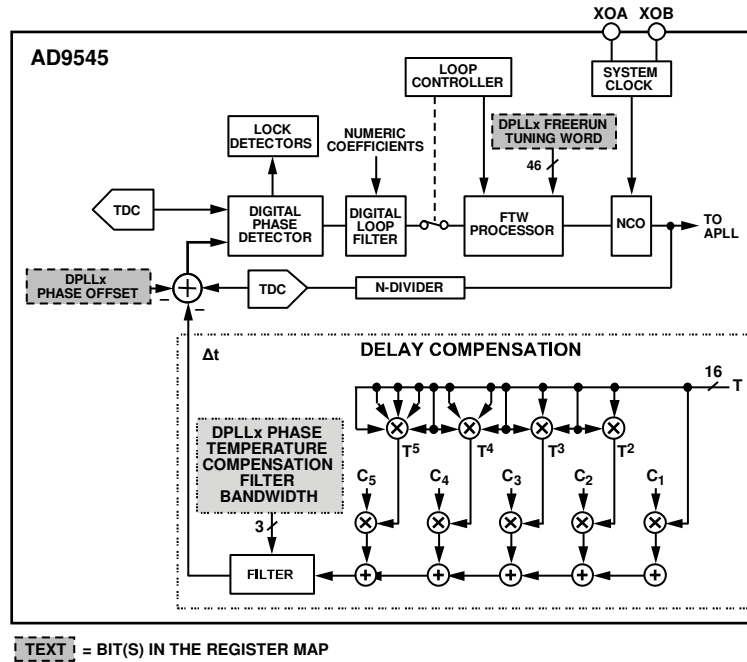 XOA XOB
AD9545
LOOP
CONTROLLER
SYSTEM
CLOCK
LOCK
DETECTORS
NUMERIC
COEFFICIENTS
DPLLx FREERUN
TUNING WORD
46
TDC
DIGITAL
PHASE
DETECTOR
DIGITAL
LOOP
FILTER
FTW
PROCESSOR
NCO
TO
APLL
DPLLx
PHASE OFFSET
–
+
–
TDC
N-DIVIDER
Δt
DELAY COMPENSATION
16
T
× × × ×
T⁵ T⁴ T³ T²
DPLLx PHASE
TEMPERATURE
COMPENSATION
FILTER
BANDWIDTH
C₅ C₄ C₃ C₂ C₁
× × × × ×
3
FILTER
+ + + + +
TEXT = BIT(S) IN THE REGISTER MAP